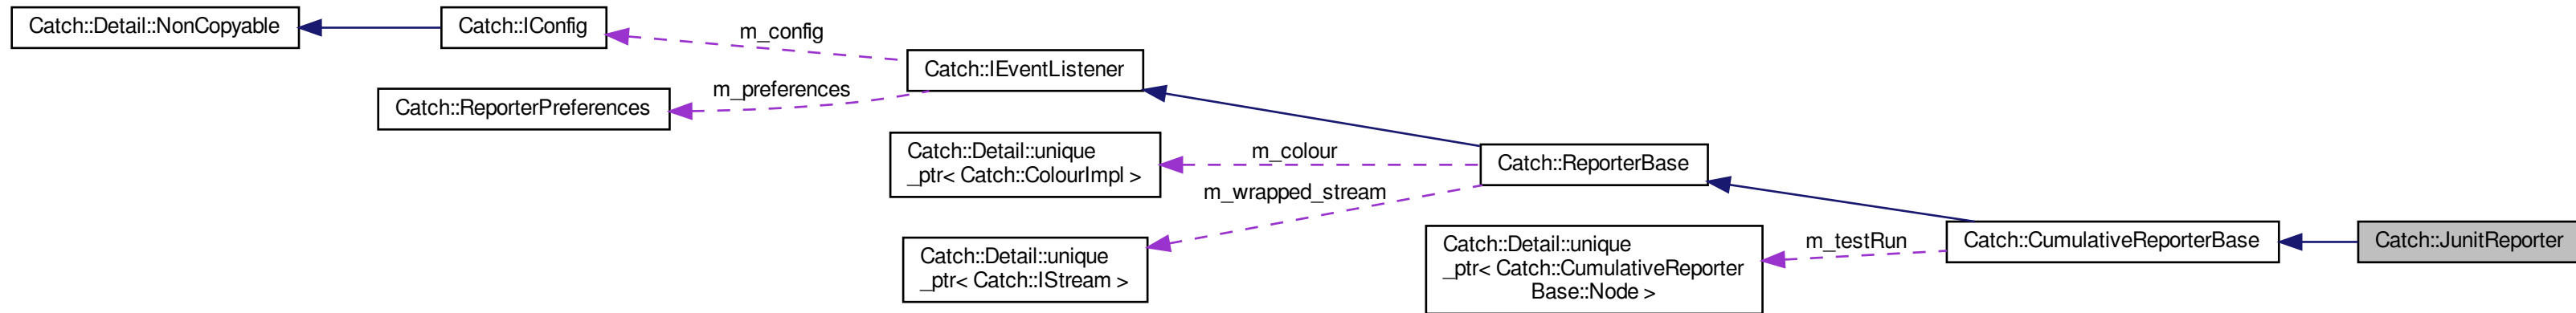 Catch::Detail::NonCopyable
Catch::IConfig
m_config
Catch::IEventListener
m_preferences
Catch::ReporterPreferences
Catch::Detail::unique
_ptr< Catch::ColourImpl >
m_colour
Catch::ReporterBase
m_wrapped_stream
Catch::Detail::unique
_ptr< Catch::IStream >
Catch::Detail::unique
_ptr< Catch::CumulativeReporter
Base::Node >
m_testRun
Catch::CumulativeReporterBase
Catch::JunitReporter